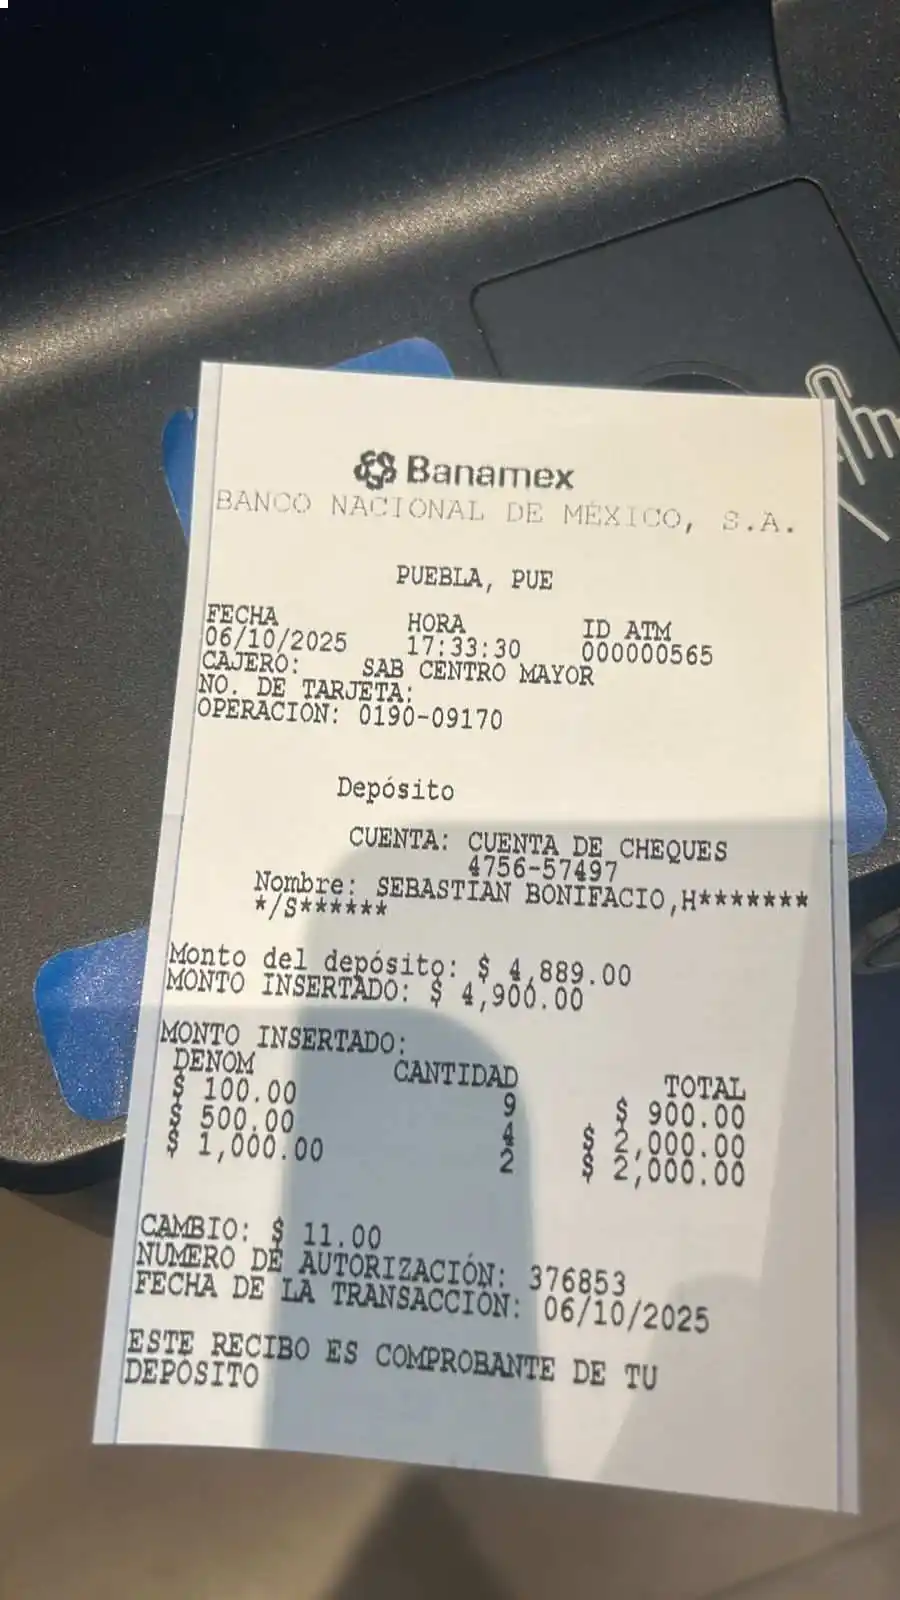 Banamex
BANCO NACIONAL DE MÉXICO, S.A.
PUEBLA, PUE
FECHA HORA ID ATM
06/10/2025 17:33:30 000000565
CAJERO: SAB CENTRO MAYOR
NO. DE TARJETA:
OPERACIÓN: 0190-09170
Depósito
CUENTA: CUENTA DE CHEQUES
4756-57497
Nombre: SEBASTIAN BONIFACIO,H*******
*/S******
Monto del depósito: $ 4,889.00
MONTO INSERTADO: $ 4,900.00
MONTO INSERTADO:
DENOM CANTIDAD TOTAL
$ 100.00 9 $ 900.00
$ 500.00 4 $ 2,000.00
$ 1,000.00 2 $ 2,000.00
CAMBIO: $ 11.00
NÚMERO DE AUTORIZACIÓN: 376853
FECHA DE LA TRANSACCIÓN: 06/10/2025
ESTE RECIBO ES COMPROBANTE DE TU
DEPÓSITO